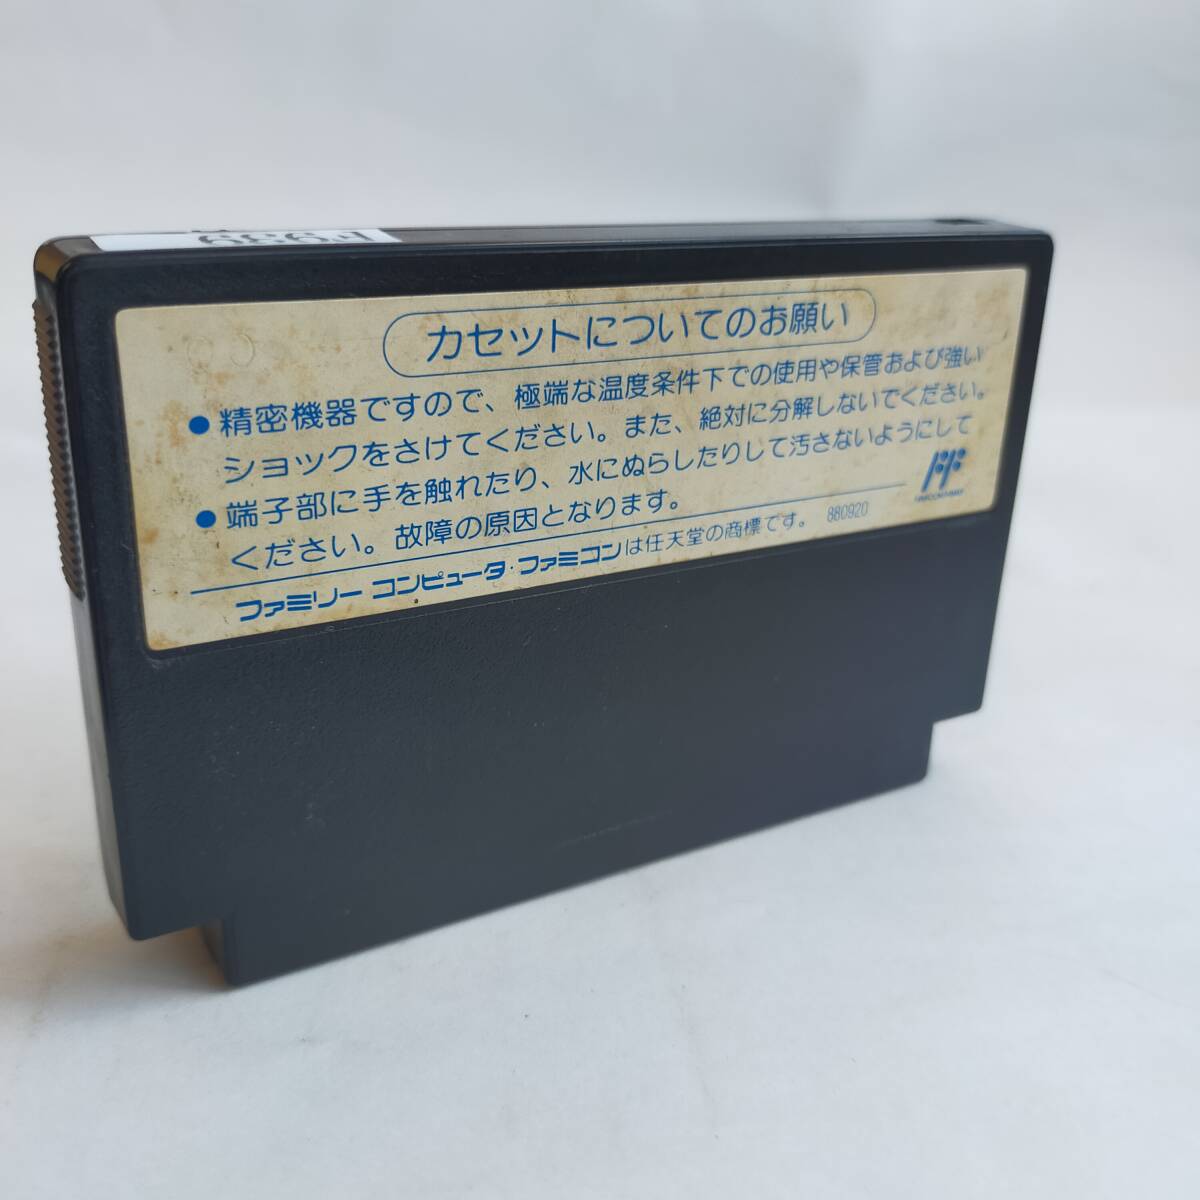 F989
カセットについてのお願い
●精密機器ですので、極端な温度条件下での使用や保管および強い
ショックをさけてください。また、絶対に分解しないでください。
●端子部に手を触れたり、水にぬらしたりして汚さないようにして
ください。故障の原因となります。
FF
ファミリー コンピュータ・ファミコンは任天堂の商標です。 880920